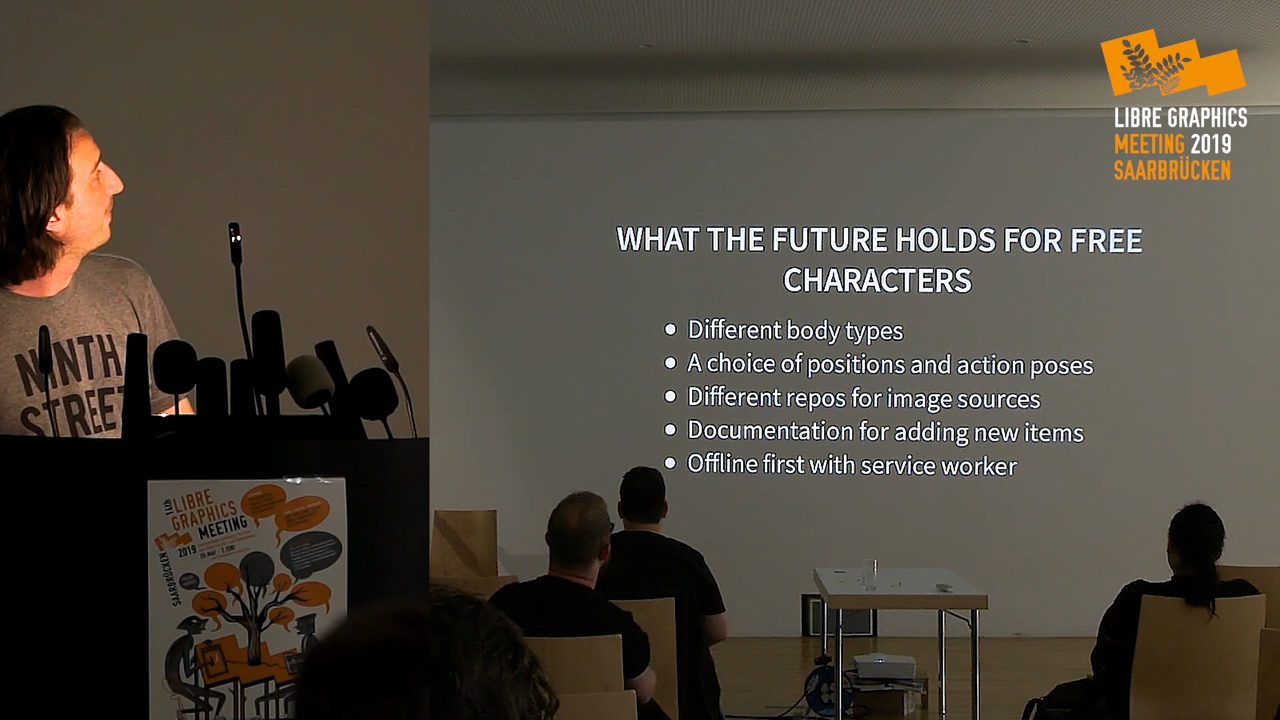 LIBRE GRAPHICS
MEETING 2019
SAARBRÜCKEN
WHAT THE FUTURE HOLDS FOR FREE
CHARACTERS
Different body types
A choice of positions and action poses
Different repos for image sources
Documentation for adding new items
Offline first with service worker
NINTH
STREET
14TH
LIBRE
GRAPHICS
MEETING
2019
SAARBRÜCKEN